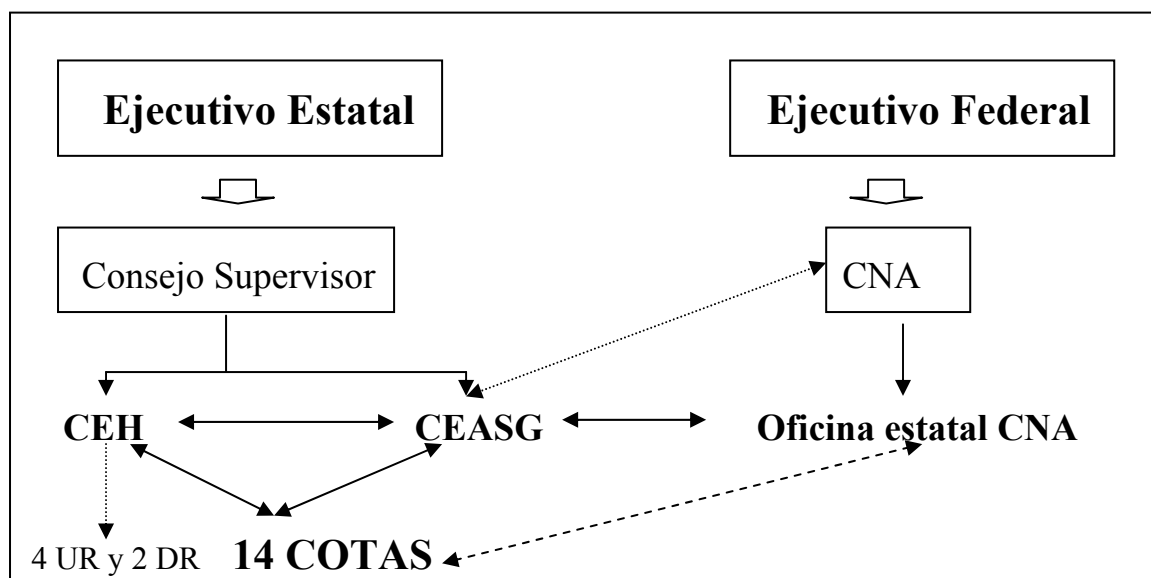 Ejecutivo Estatal
Ejecutivo Federal
Consejo Supervisor
CNA
CEH
CEASG
Oficina estatal CNA
4 UR y 2 DR
14 COTAS